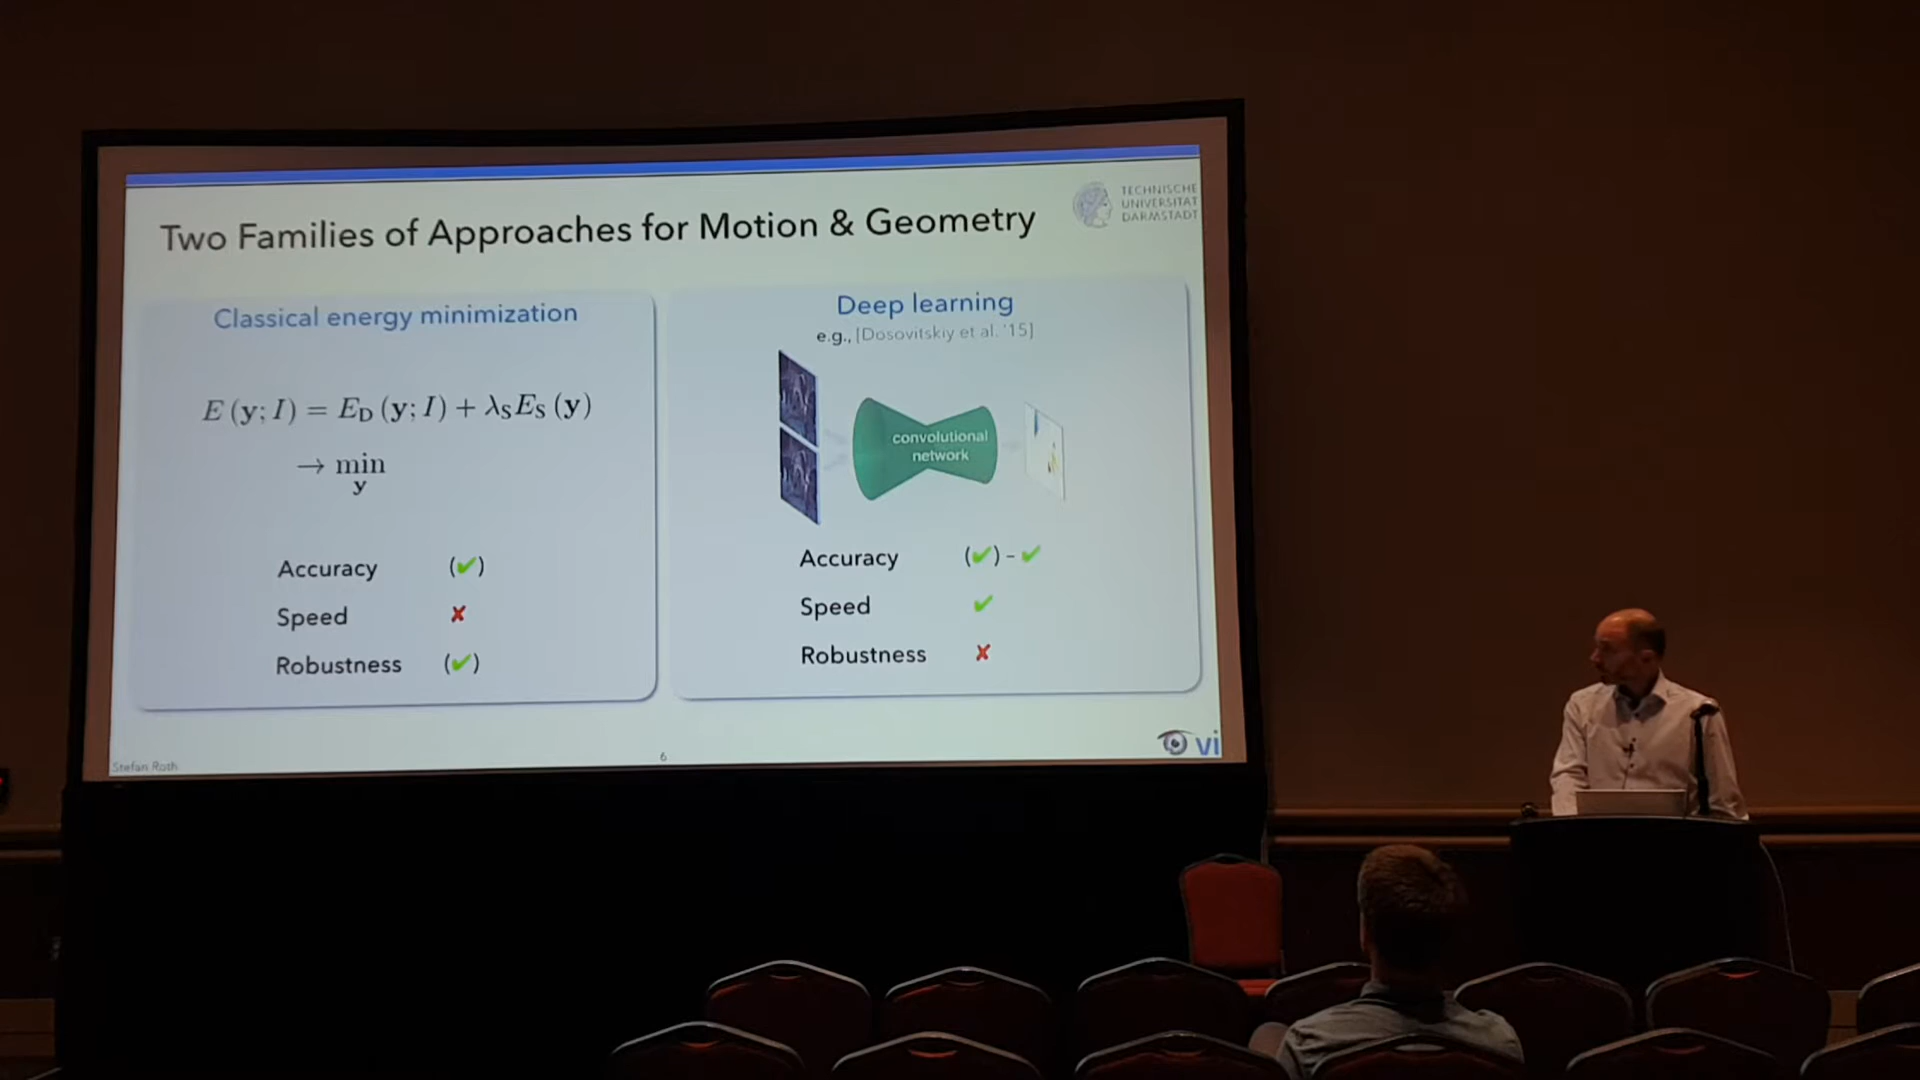 TECHNISCHE
UNIVERSITÄT
DARMSTADT
Two Families of Approaches for Motion & Geometry
Classical energy minimization
E (y; I) = E_D (y; I) + λ_S E_S (y)
→ min
y
Accuracy (✔)
Speed ✘
Robustness (✔)
Deep learning
e.g., [Dosovitskiy et al. '15]
convolutional
network
Accuracy (✔) - ✔
Speed ✔
Robustness ✘
Stefan Roth
6
vi